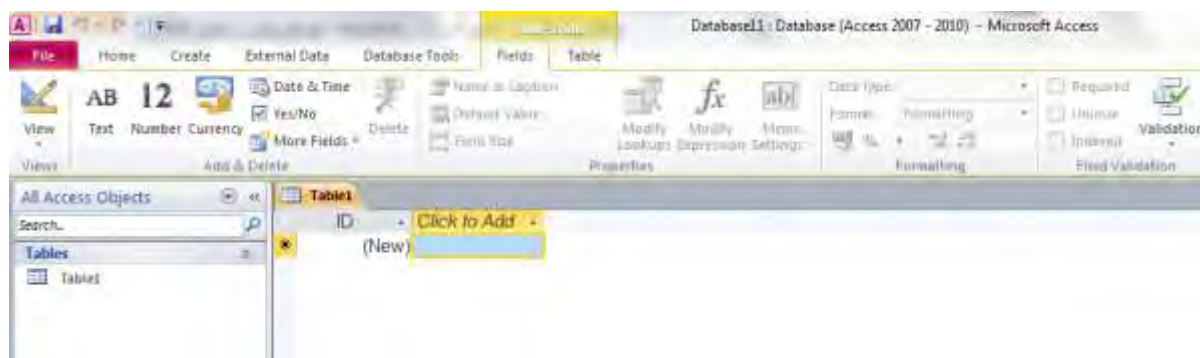 Database11 : Database (Access 2007 - 2010) - Microsoft Access
File Home Create External Data Database Tools Fields Table
View
Views
AB Text
12 Number
Currency
Date & Time
Yes/No
More Fields
Delete
Add & Delete
Name & Caption
Default Value
Field Size
Modify Lookups
fx Modify Expression
ab Memo Settings
Properties
Data Type:
Format: Formatting
%
Formatting
Required
Unique
Indexed
Validation
Field Validation
All Access Objects
Search...
Tables
Table1
Table1
ID Click to Add
(New)